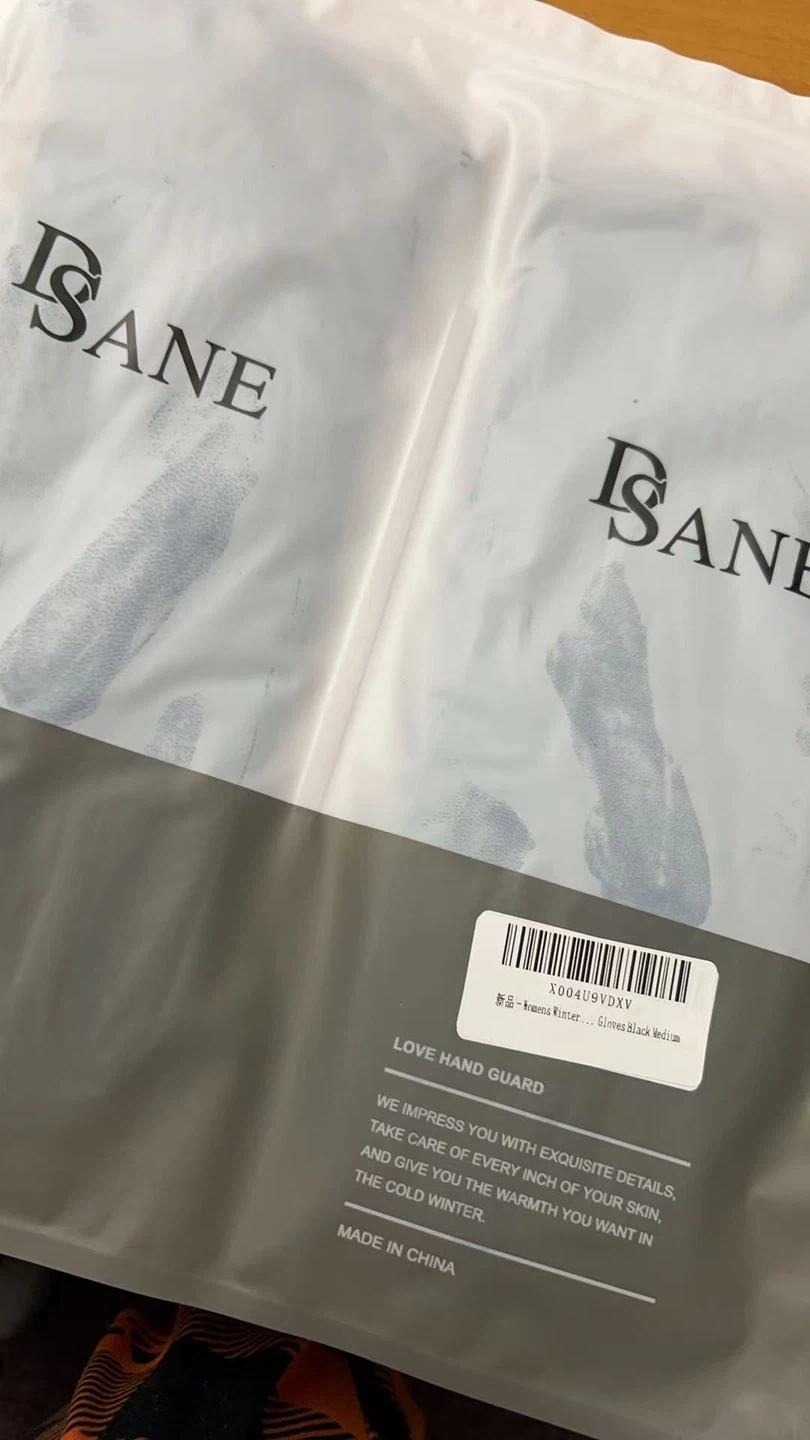 DSANE
DSANE
X004U9VDXV
新品-Womens Winter... Gloves Black Medium
LOVE HAND GUARD
WE IMPRESS YOU WITH EXQUISITE DETAILS,
TAKE CARE OF EVERY INCH OF YOUR SKIN,
AND GIVE YOU THE WARMTH YOU WANT IN
THE COLD WINTER.
MADE IN CHINA